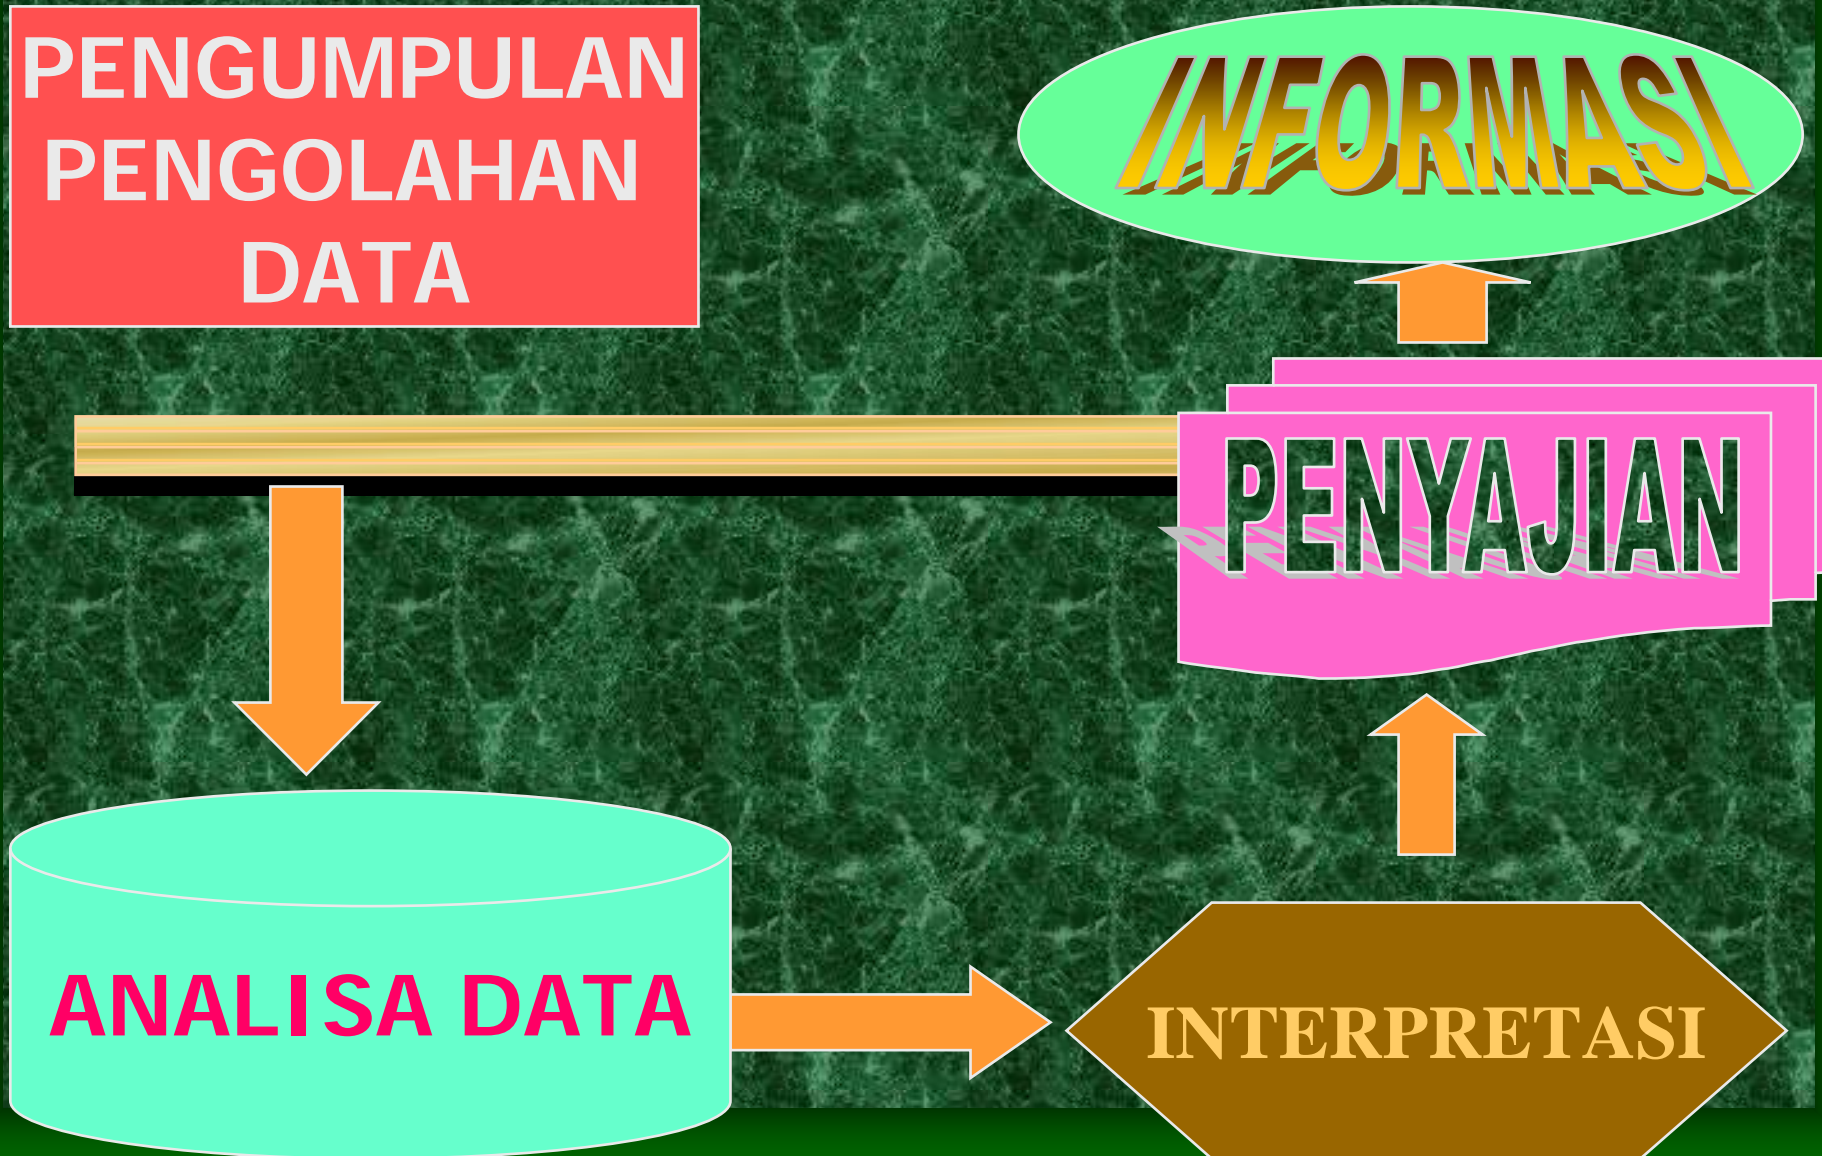 PENGUMPULAN
PENGOLAHAN
DATA
INFORMASI
PENYAJIAN
ANALISA DATA
INTERPRETASI